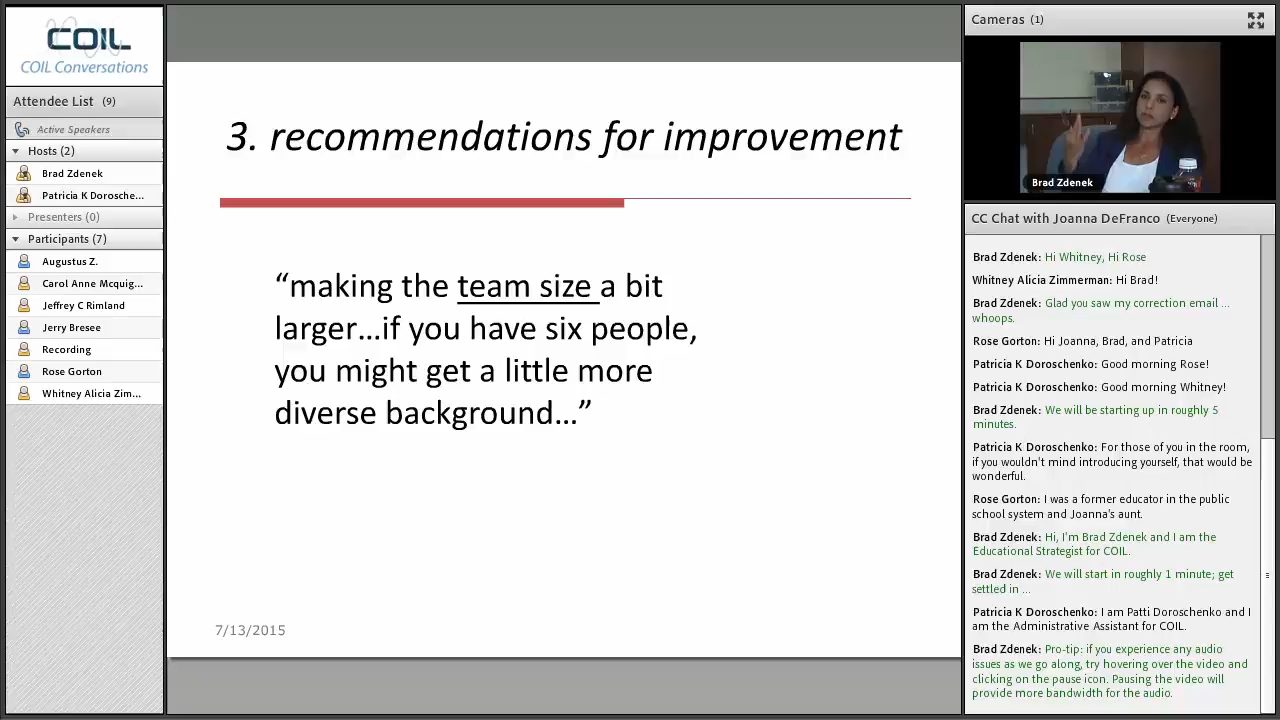 COIL
COIL Conversations
Attendee List (9)
Active Speakers
Hosts (2)
Brad Zdenek
Patricia K Dorosche...
Presenters (0)
Participants (7)
Augustus Z.
Carol Anne Mcquig...
Jeffrey C Rimland
Jerry Bresee
Recording
Rose Gorton
Whitney Alicia Zim...
3. recommendations for improvement
“making the team size a bit
larger…if you have six people,
you might get a little more
diverse background…”
7/13/2015
Cameras (1)
Brad Zdenek
CC Chat with Joanna DeFranco (Everyone)
Brad Zdenek: Hi Whitney, Hi Rose
Whitney Alicia Zimmerman: Hi Brad!
Brad Zdenek: Glad you saw my correction email ...
whoops.
Rose Gorton: Hi Joanna, Brad, and Patricia
Patricia K Doroschenko: Good morning Rose!
Patricia K Doroschenko: Good morning Whitney!
Brad Zdenek: We will be starting up in roughly 5
minutes.
Patricia K Doroschenko: For those of you in the room,
if you wouldn't mind introducing yourself, that would be
wonderful.
Rose Gorton: I was a former educator in the public
school system and Joanna's aunt.
Brad Zdenek: Hi, I'm Brad Zdenek and I am the
Educational Strategist for COIL.
Brad Zdenek: We will start in roughly 1 minute; get
settled in ...
Patricia K Doroschenko: I am Patti Doroschenko and I
am the Administrative Assistant for COIL.
Brad Zdenek: Pro-tip: if you experience any audio
issues as we go along, try hovering over the video and
clicking on the pause icon. Pausing the video will
provide more bandwidth for the audio.